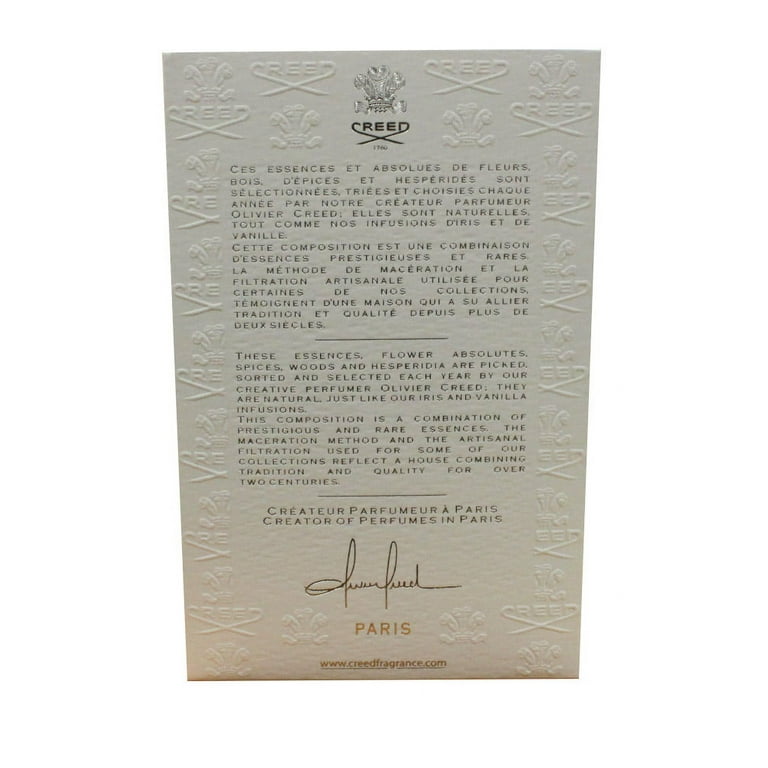 CREED
1760
CES ESSENCES ET ABSOLUES DE FLEURS,
BOIS, D'ÉPICES ET HESPÉRIDÉS SONT
SÉLECTIONNÉES, TRIÉES ET CHOISIES CHAQUE
ANNÉE PAR NOTRE CRÉATEUR PARFUMEUR
OLIVIER CREED; ELLES SONT NATURELLES,
TOUT COMME NOS INFUSIONS D'IRIS ET DE
VANILLE.
CETTE COMPOSITION EST UNE COMBINAISON
D'ESSENCES PRESTIGIEUSES ET RARES.
LA MÉTHODE DE MACÉRATION ET LA
FILTRATION ARTISANALE UTILISÉE POUR
CERTAINES DE NOS COLLECTIONS,
TÉMOIGNENT D'UNE MAISON QUI A SU ALLIER
TRADITION ET QUALITÉ DEPUIS PLUS DE
DEUX SIÈCLES.
THESE ESSENCES, FLOWER ABSOLUTES,
SPICES, WOODS AND HESPERIDIA ARE PICKED,
SORTED AND SELECTED EACH YEAR BY OUR
CREATIVE PERFUMER OLIVIER CREED; THEY
ARE NATURAL, JUST LIKE OUR IRIS AND VANILLA
INFUSIONS.
THIS COMPOSITION IS A COMBINATION OF
PRESTIGIOUS AND RARE ESSENCES. THE
MACERATION METHOD AND THE ARTISANAL
FILTRATION USED FOR SOME OF OUR
COLLECTIONS REFLECT A HOUSE COMBINING
TRADITION AND QUALITY FOR OVER
TWO CENTURIES.
CRÉATEUR PARFUMEUR À PARIS
CREATOR OF PERFUMES IN PARIS
PARIS
www.creedfragrance.com